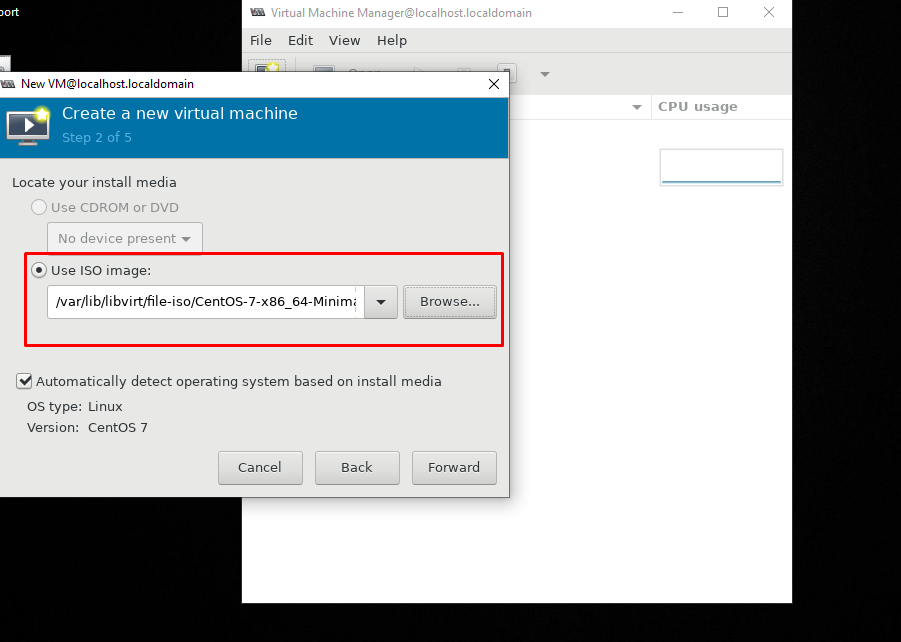 port
Virtual Machine Manager@localhost.localdomain
File Edit View Help
New VM@localhost.localdomain
Create a new virtual machine
Step 2 of 5
CPU usage
Locate your install media
Use CDROM or DVD
No device present
Use ISO image:
/var/lib/libvirt/file-iso/CentOS-7-x86_64-Minima
Browse...
Automatically detect operating system based on install media
OS type: Linux
Version: CentOS 7
Cancel Back Forward